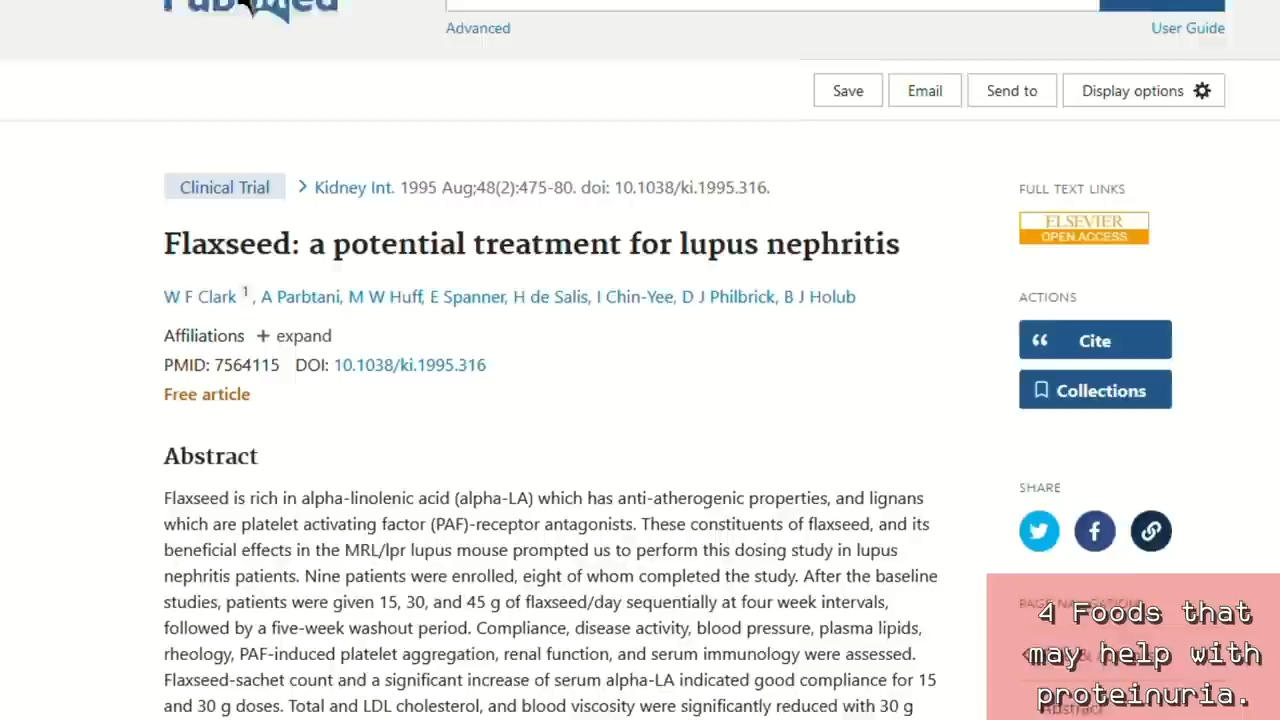 Advanced
User Guide
Save
Email
Send to
Display options
Clinical Trial
Kidney Int. 1995 Aug;48(2):475-80. doi: 10.1038/ki.1995.316.
FULL TEXT LINKS
ELSEVIER
OPEN ACCESS
Flaxseed: a potential treatment for lupus nephritis
W F Clark 1, A Parbtani, M W Huff, E Spanner, H de Salis, I Chin-Yee, D J Philbrick, B J Holub
ACTIONS
Affiliations + expand
Cite
PMID: 7564115 DOI: 10.1038/ki.1995.316
Free article
Collections
Abstract
Flaxseed is rich in alpha-linolenic acid (alpha-LA) which has anti-atherogenic properties, and lignans
which are platelet activating factor (PAF)-receptor antagonists. These constituents of flaxseed, and its
beneficial effects in the MRL/lpr lupus mouse prompted us to perform this dosing study in lupus
nephritis patients. Nine patients were enrolled, eight of whom completed the study. After the baseline
studies, patients were given 15, 30, and 45 g of flaxseed/day sequentially at four week intervals,
followed by a five-week washout period. Compliance, disease activity, blood pressure, plasma lipids,
rheology, PAF-induced platelet aggregation, renal function, and serum immunology were assessed.
Flaxseed-sachet count and a significant increase of serum alpha-LA indicated good compliance for 15
and 30 g doses. Total and LDL cholesterol, and blood viscosity were significantly reduced with 30 g
SHARE
4 Foods that
may help with
proteinuria.